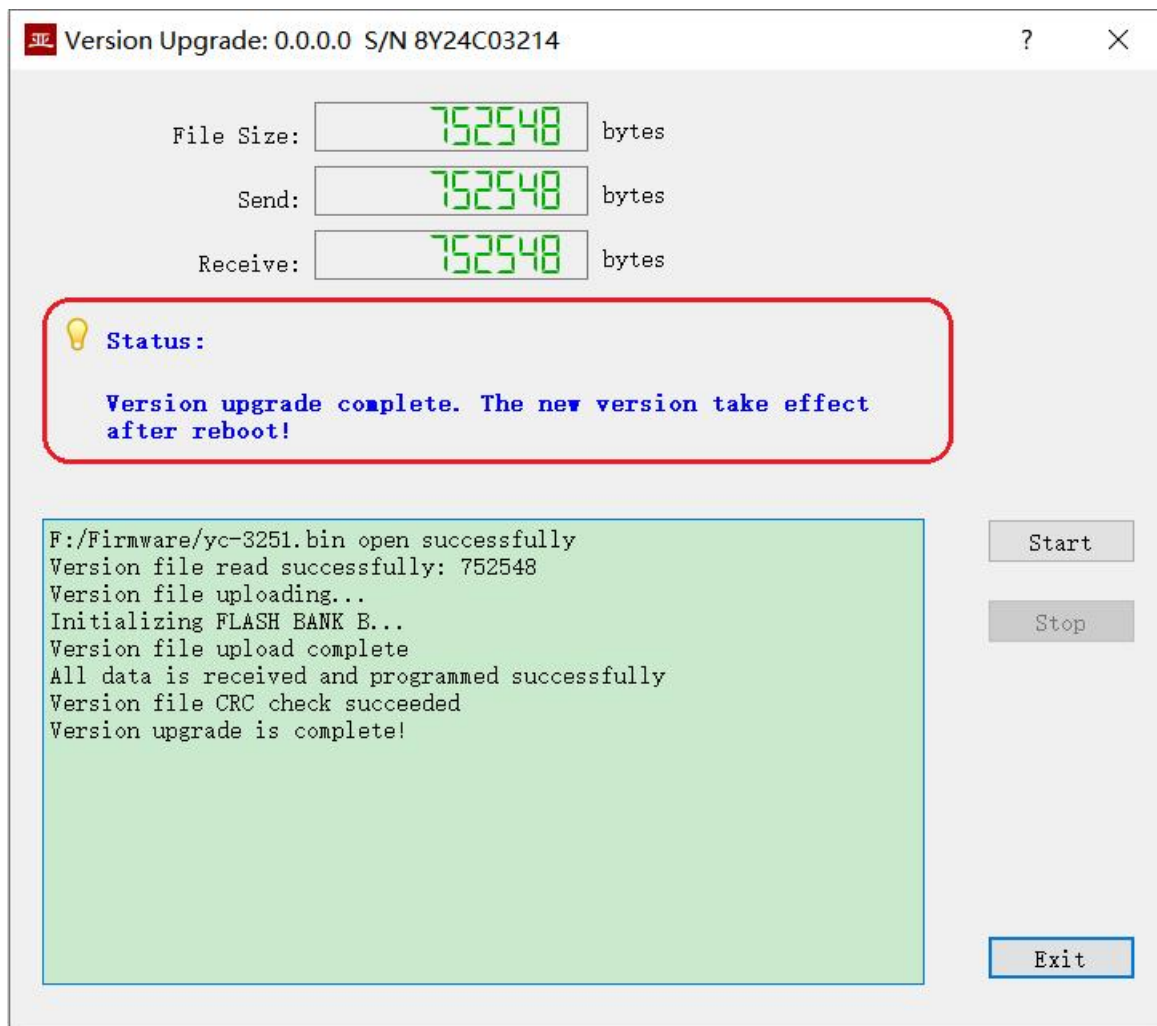 亚 Version Upgrade: 0.0.0.0 S/N 8Y24C03214 ?
File Size: 752548 bytes
Send: 752548 bytes
Receive: 752548 bytes
Status:
Version upgrade complete. The new version take effect
after reboot!
F:/Firmware/yc-3251.bin open successfully
Version file read successfully: 752548
Version file uploading...
Initializing FLASH BANK B...
Version file upload complete
All data is received and programmed successfully
Version file CRC check succeeded
Version upgrade is complete!
Start
Stop
Exit